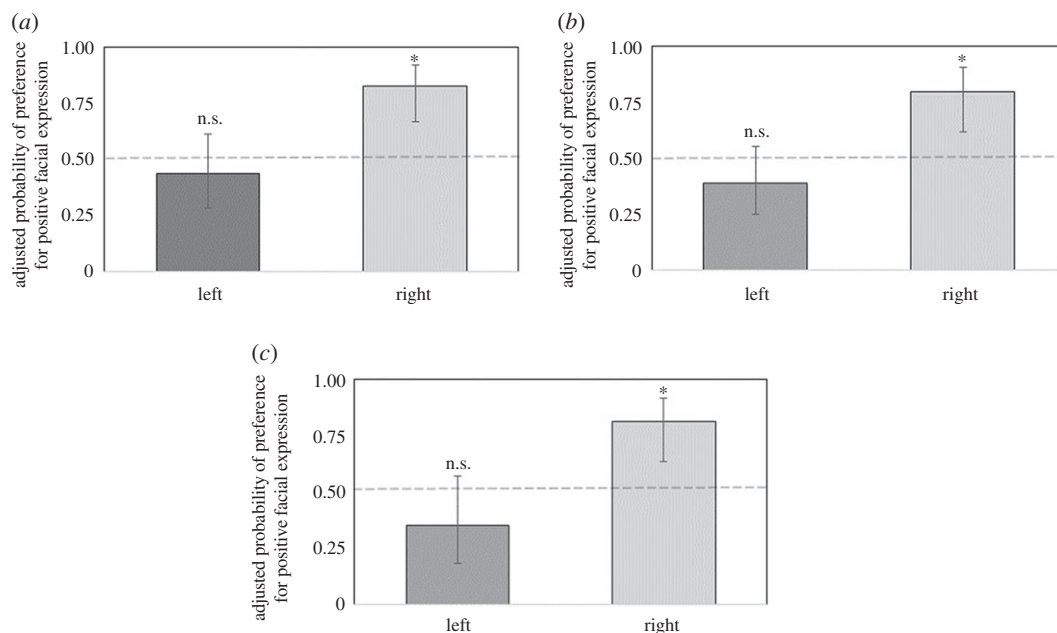 (a)
adjusted probability of preference
for positive facial expression
1.00
0.75
0.50
0.25
0
n.s.
*
left
right
(b)
adjusted probability of preference
for positive facial expression
1.00
0.75
0.50
0.25
0
n.s.
*
left
right
(c)
adjusted probability of preference
for positive facial expression
1.00
0.75
0.50
0.25
0
n.s.
*
left
right